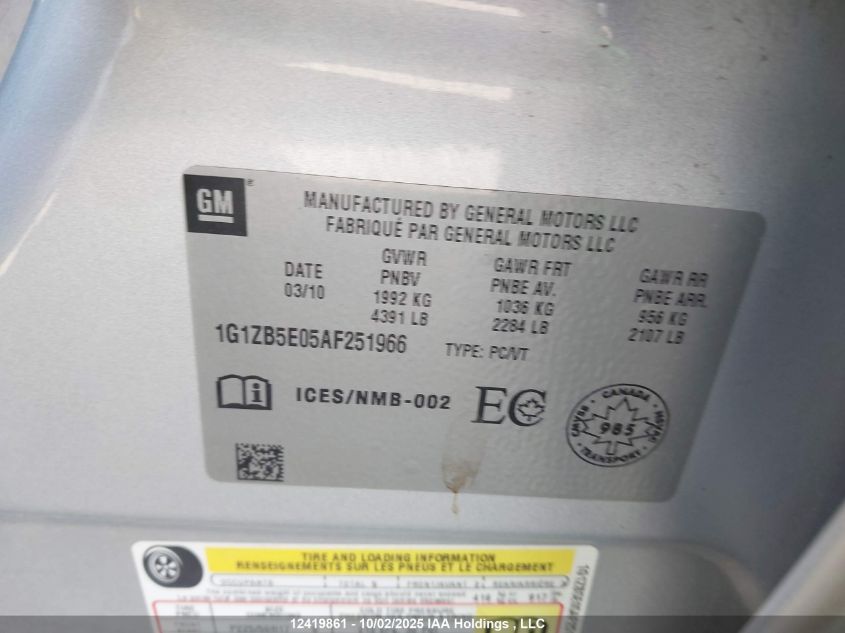 GM
MANUFACTURED BY GENERAL MOTORS LLC
FABRIQUÉ PAR GENERAL MOTORS LLC
DATE
03/10
GVWR
PNBV
1992 KG
4391 LB
GAWR FRT
PNBE AV.
1036 KG
2284 LB
GAWR RR
PNBE ARR.
956 KG
2107 LB
1G1ZB5E05AF251966 TYPE: PC/VT
i ICES/NMB-002 EC
CANADA
985
TRANSPORT
TIRE AND LOADING INFORMATION
RENSEIGNEMENTS SUR LES PNEUS ET LE CHARGEMENT
12419861 - 10/02/2025 IAA Holdings, LLC